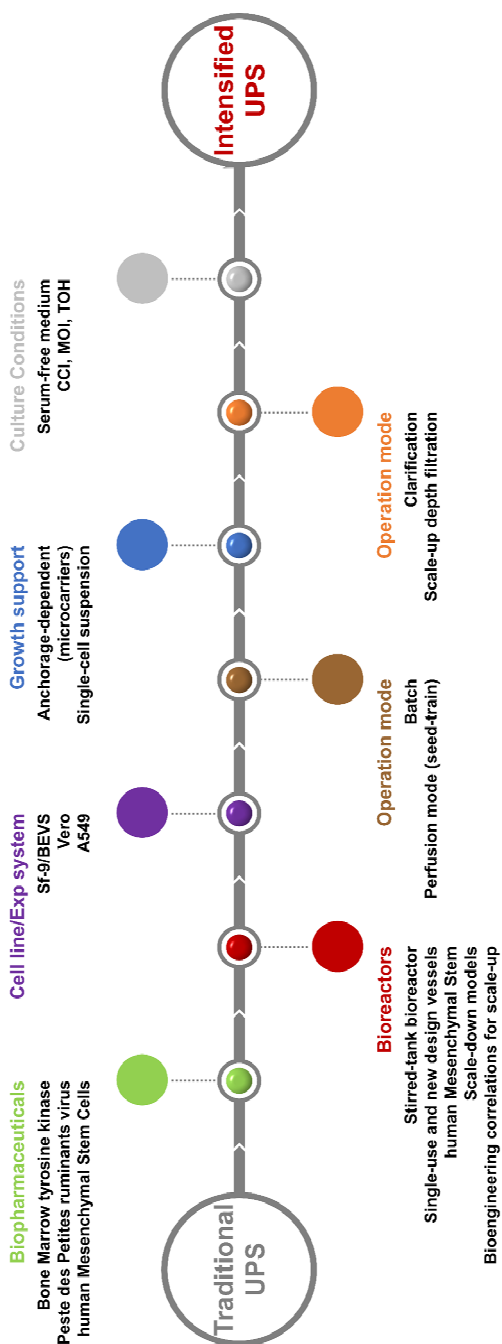 Traditional
UPS
Biopharmaceuticals
Bone Marrow tyrosine kinase
Peste des Petites ruminants virus
human Mesenchymal Stem Cells
Bioreactors
Stirred-tank bioreactor
Single-use and new design vessels
human Mesenchymal Stem
Scale-down models
Bioengineering correlations for scale-up
Cell line/Exp system
Sf-9/BEVS
Vero
A549
Operation mode
Batch
Perfusion mode (seed-train)
Growth support
Anchorage-dependent
(microcarriers)
Single-cell suspension
Operation mode
Clarification
Scale-up depth filtration
Culture Conditions
Serum-free medium
CCI, MOI, TOH
Intensified
UPS